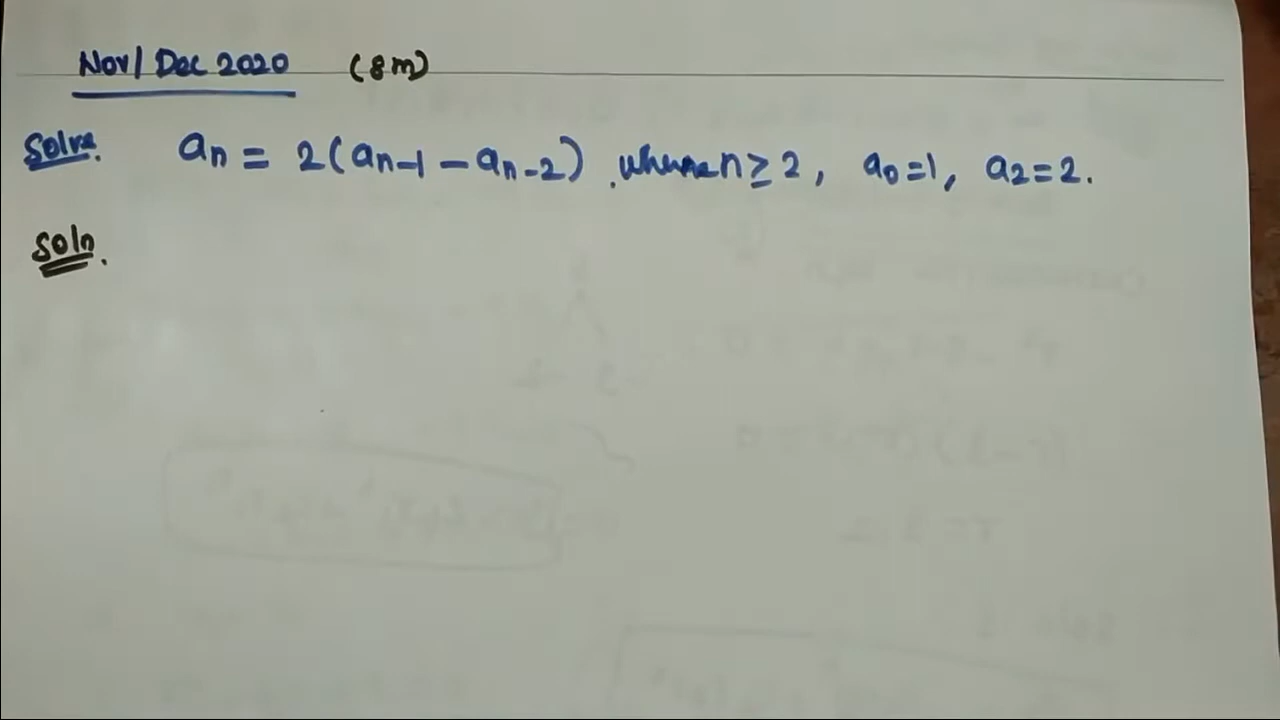 Nov/Dec 2020 (8m)
Solve. an = 2(an-1 - an-2), where n ≥ 2, a0=1, a2=2.
Soln.